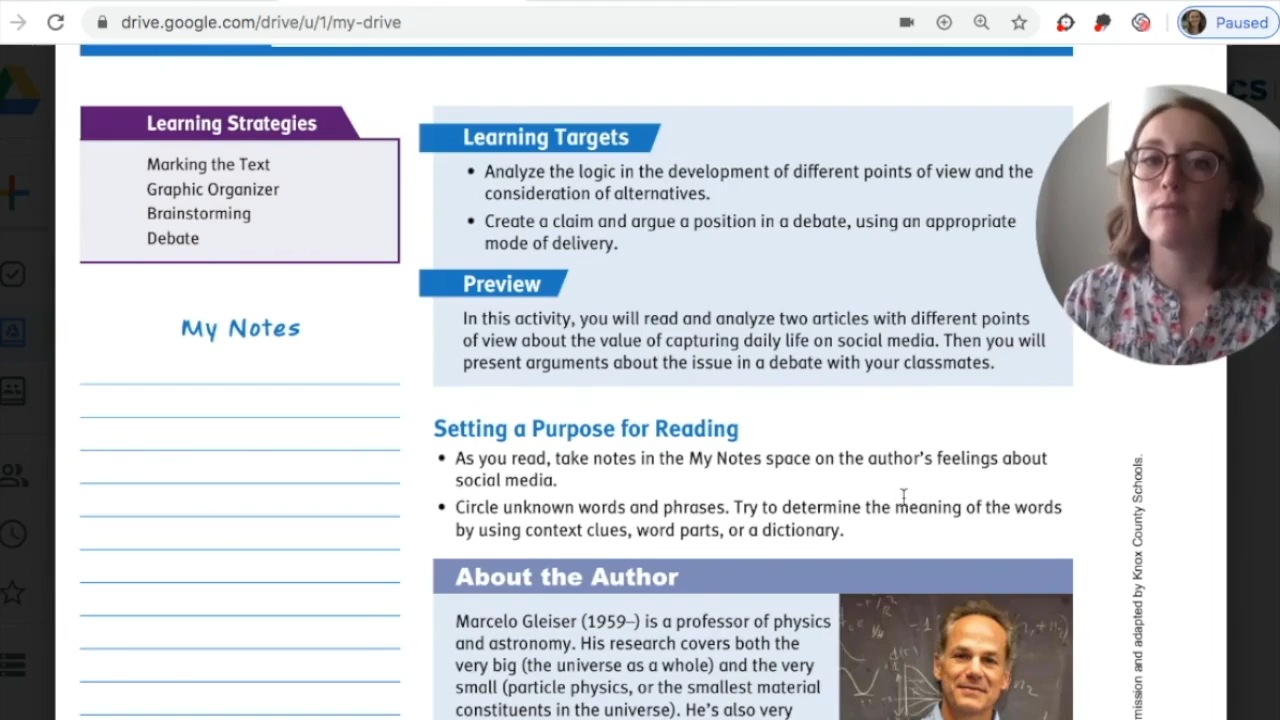 drive.google.com/drive/u/1/my-drive
Paused
Learning Strategies
Marking the Text
Graphic Organizer
Brainstorming
Debate
My Notes
Learning Targets
• Analyze the logic in the development of different points of view and the
consideration of alternatives.
• Create a claim and argue a position in a debate, using an appropriate
mode of delivery.
Preview
In this activity, you will read and analyze two articles with different points
of view about the value of capturing daily life on social media. Then you will
present arguments about the issue in a debate with your classmates.
Setting a Purpose for Reading
• As you read, take notes in the My Notes space on the author's feelings about
social media.
• Circle unknown words and phrases. Try to determine the meaning of the words
by using context clues, word parts, or a dictionary.
About the Author
Marcelo Gleiser (1959–) is a professor of physics
and astronomy. His research covers both the
very big (the universe as a whole) and the very
small (particle physics, or the smallest material
constituents in the universe). He's also very
mission and adapted by Knox County Schools.